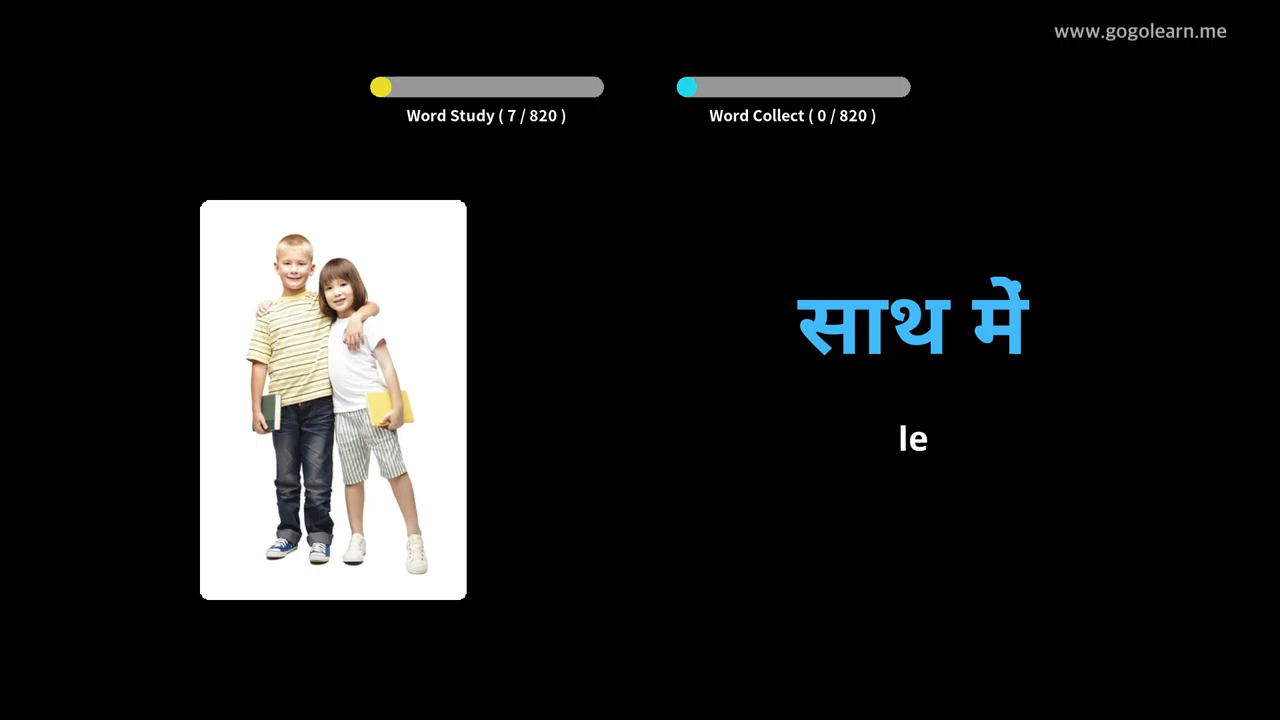 www.gogolearn.me
Word Study ( 7 / 820 )
Word Collect ( 0 / 820 )
साथ में
le